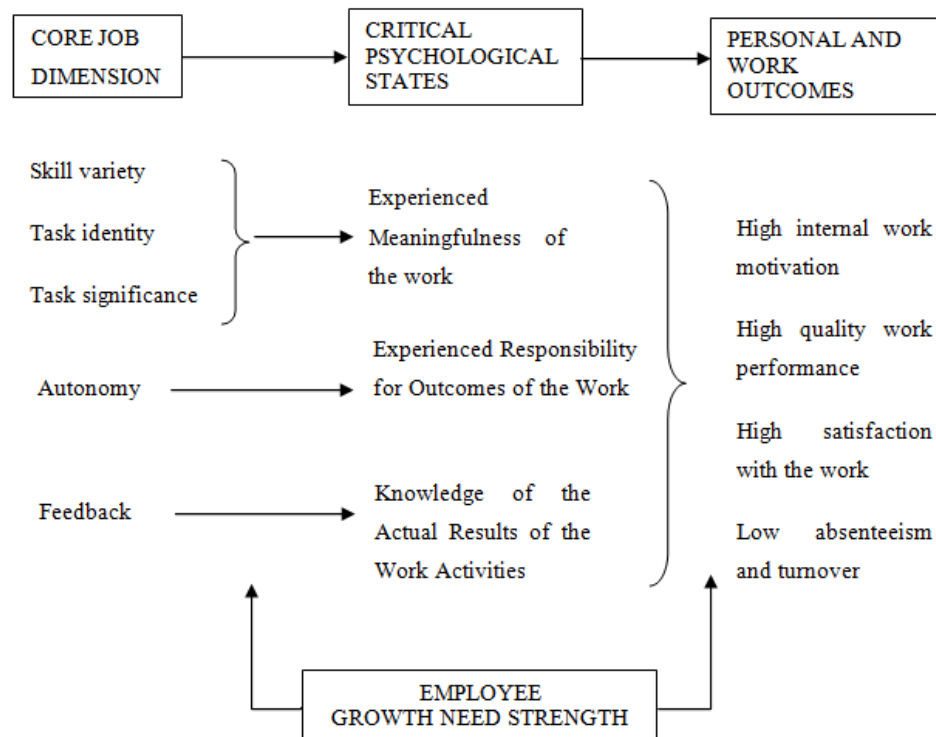 CORE JOB
DIMENSION
CRITICAL
PSYCHOLOGICAL
STATES
PERSONAL AND
WORK
OUTCOMES
Skill variety
Task identity
Task significance
Experienced
Meaningfulness of
the work
Autonomy
Experienced Responsibility
for Outcomes of the Work
Feedback
Knowledge of the
Actual Results of the
Work Activities
High internal work
motivation
High quality work
performance
High satisfaction
with the work
Low absenteeism
and turnover
EMPLOYEE
GROWTH NEED STRENGTH